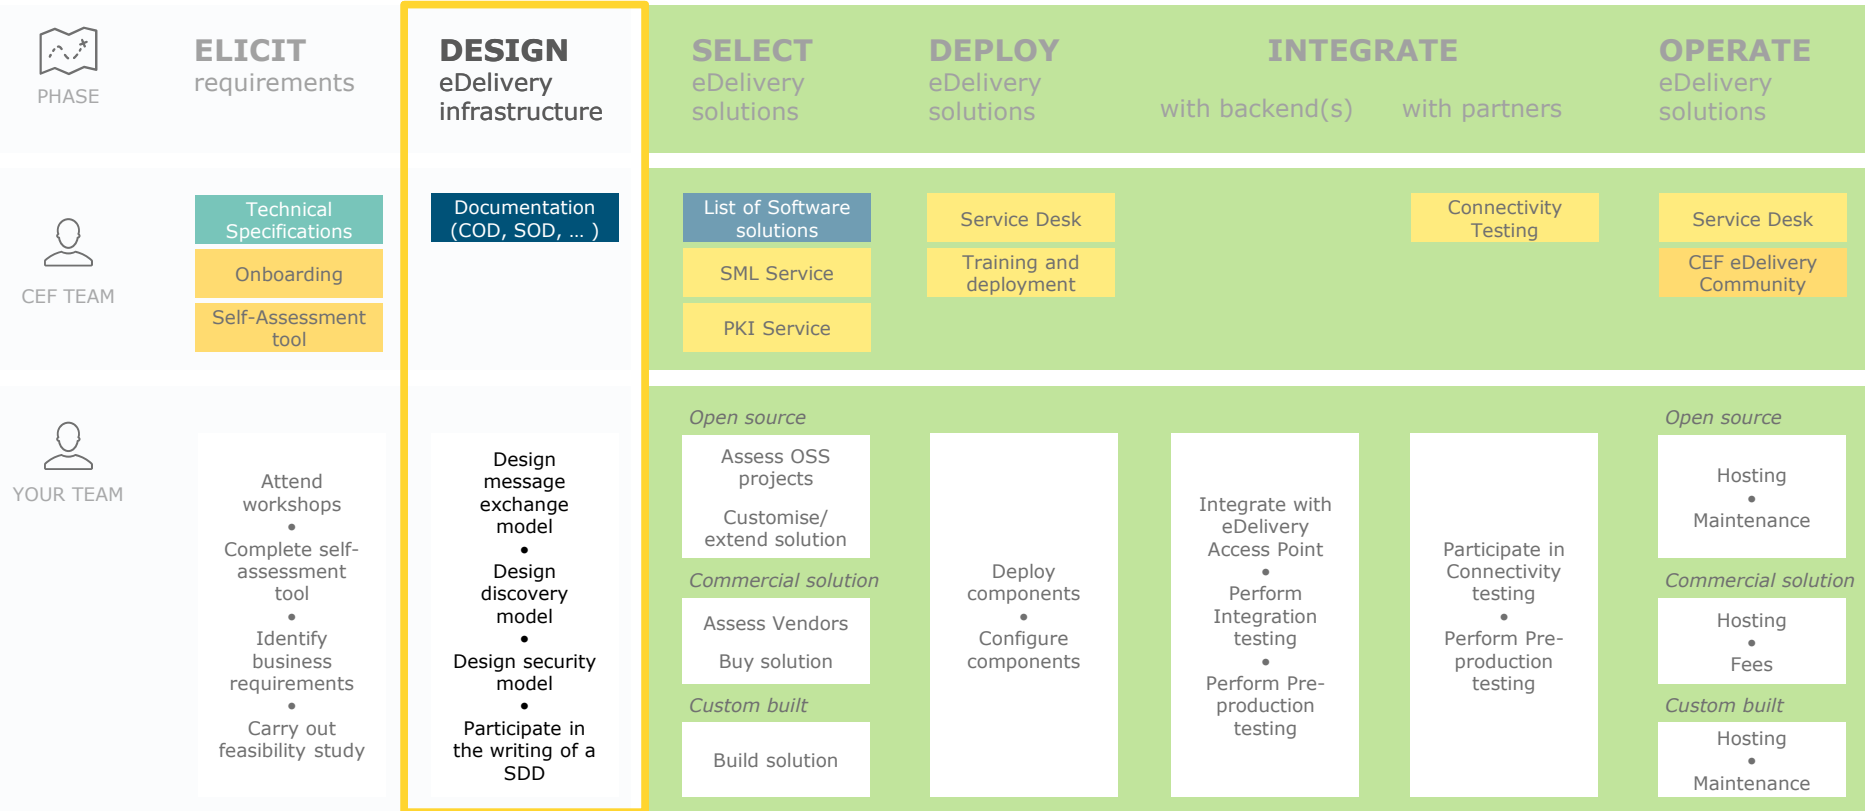 PHASE
ELICIT
requirements
DESIGN
eDelivery
infrastructure
SELECT
eDelivery
solutions
DEPLOY
eDelivery
solutions
INTEGRATE
with backend(s)
with partners
OPERATE
eDelivery
solutions
CEF TEAM
Technical
Specifications
Onboarding
Self-Assessment
tool
Documentation
(COD, SOD, … )
List of Software
solutions
SML Service
PKI Service
Service Desk
Training and
deployment
Connectivity
Testing
Service Desk
CEF eDelivery
Community
YOUR TEAM
Attend
workshops
•
Complete self-
assessment
tool
•
Identify
business
requirements
•
Carry out
feasibility study
Design
message
exchange
model
•
Design
discovery
model
•
Design security
model
•
Participate in
the writing of a
SDD
Open source
Assess OSS
projects
Customise/
extend solution
Commercial solution
Assess Vendors
Buy solution
Custom built
Build solution
Deploy
components
•
Configure
components
Integrate with
eDelivery
Access Point
•
Perform
Integration
testing
•
Perform Pre-
production
testing
Participate in
Connectivity
testing
•
Perform Pre-
production
testing
Open source
Hosting
•
Maintenance
Commercial solution
Hosting
•
Fees
Custom built
Hosting
•
Maintenance